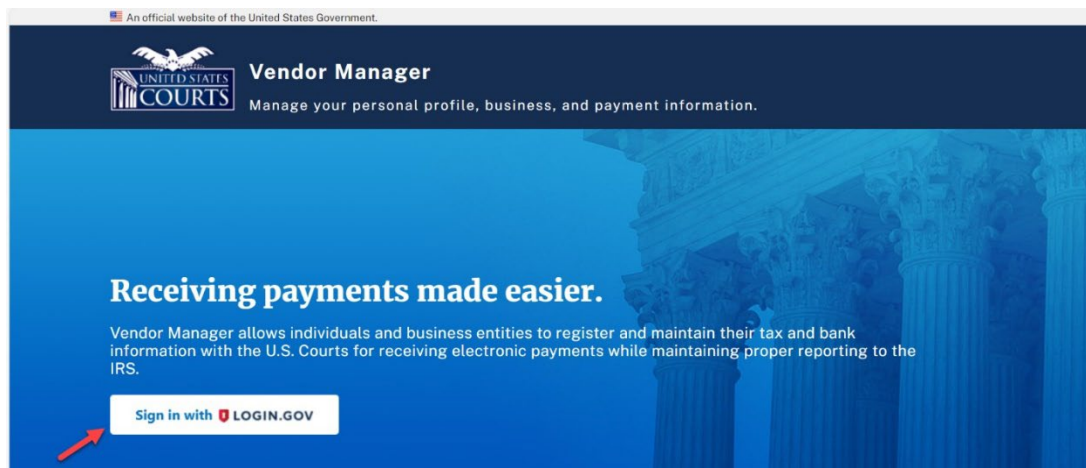 An official website of the United States Government.
UNITED STATES
COURTS
Vendor Manager
Manage your personal profile, business, and payment information.
Receiving payments made easier.
Vendor Manager allows individuals and business entities to register and maintain their tax and bank
information with the U.S. Courts for receiving electronic payments while maintaining proper reporting to the
IRS.
Sign in with LOGIN.GOV